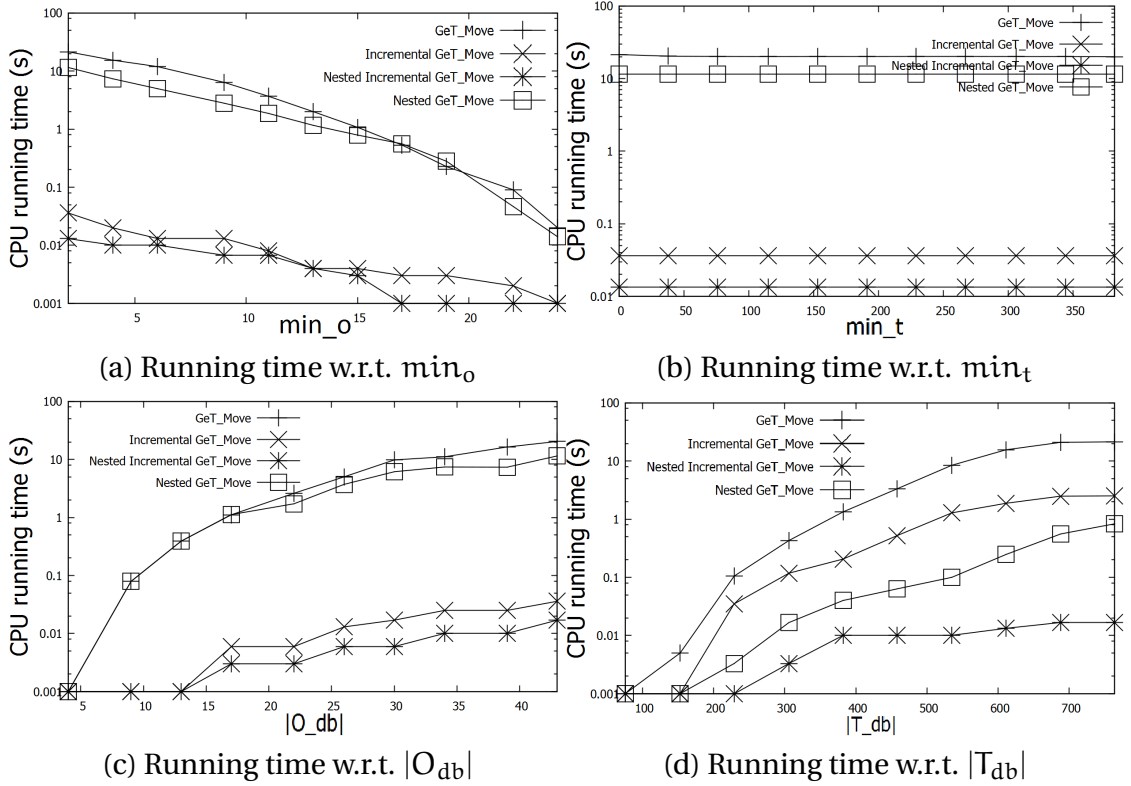 100
10
1
0.1
0.01
0.001
CPU running time (s)
GeT_Move
Incremental GeT_Move
Nested Incremental GeT_Move
Nested GeT_Move
5 10 15 20
min_o
(a) Running time w.r.t. min_o
100
10
1
0.1
0.01
CPU running time (s)
GeT_Move
Incremental GeT_Move
Nested Incremental GeT_Move
Nested GeT_Move
0 50 100 150 200 250 300 350
min_t
(b) Running time w.r.t. min_t
100
10
1
0.1
0.01
0.001
CPU running time (s)
GeT_Move
Incremental GeT_Move
Nested Incremental GeT_Move
Nested GeT_Move
5 10 15 20 25 30 35 40
|O_db|
(c) Running time w.r.t. |O_db|
100
10
1
0.1
0.01
0.001
CPU running time (s)
GeT_Move
Incremental GeT_Move
Nested Incremental GeT_Move
Nested GeT_Move
100 200 300 400 500 600 700
|T_db|
(d) Running time w.r.t. |T_db|